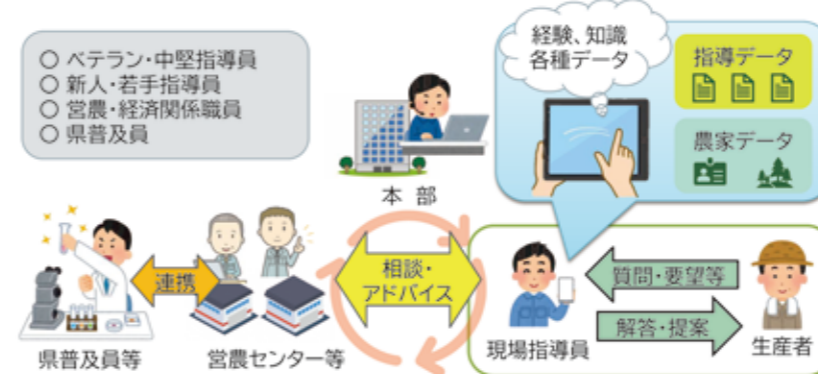 ○ ベテラン・中堅指導員
○ 新人・若手指導員
○ 営農・経済関係職員
○ 県普及員
経験、知識
各種データ
指導データ
農家データ
本 部
連携
相談・
アドバイス
質問・要望等
解答・提案
県普及員等
営農センター等
現場指導員
生産者